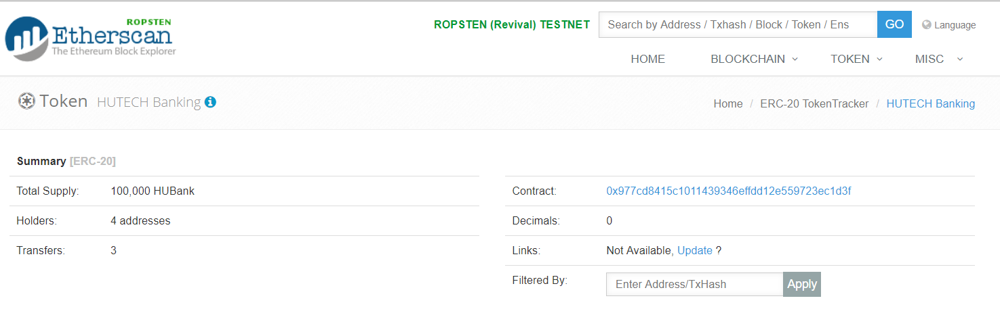 ROPSTEN
Etherscan
The Ethereum Block Explorer
ROPSTEN (Revival) TESTNET
Search by Address / Txhash / Block / Token / Ens
GO
Language
HOME
BLOCKCHAIN
TOKEN
MISC
Token HUTECH Banking
Home / ERC-20 TokenTracker / HUTECH Banking
Summary [ERC-20]
Total Supply: 100,000 HUBank
Holders: 4 addresses
Transfers: 3
Contract: 0x977cd8415c1011439346effdd12e559723ec1d3f
Decimals: 0
Links: Not Available, Update ?
Filtered By: Enter Address/TxHash Apply